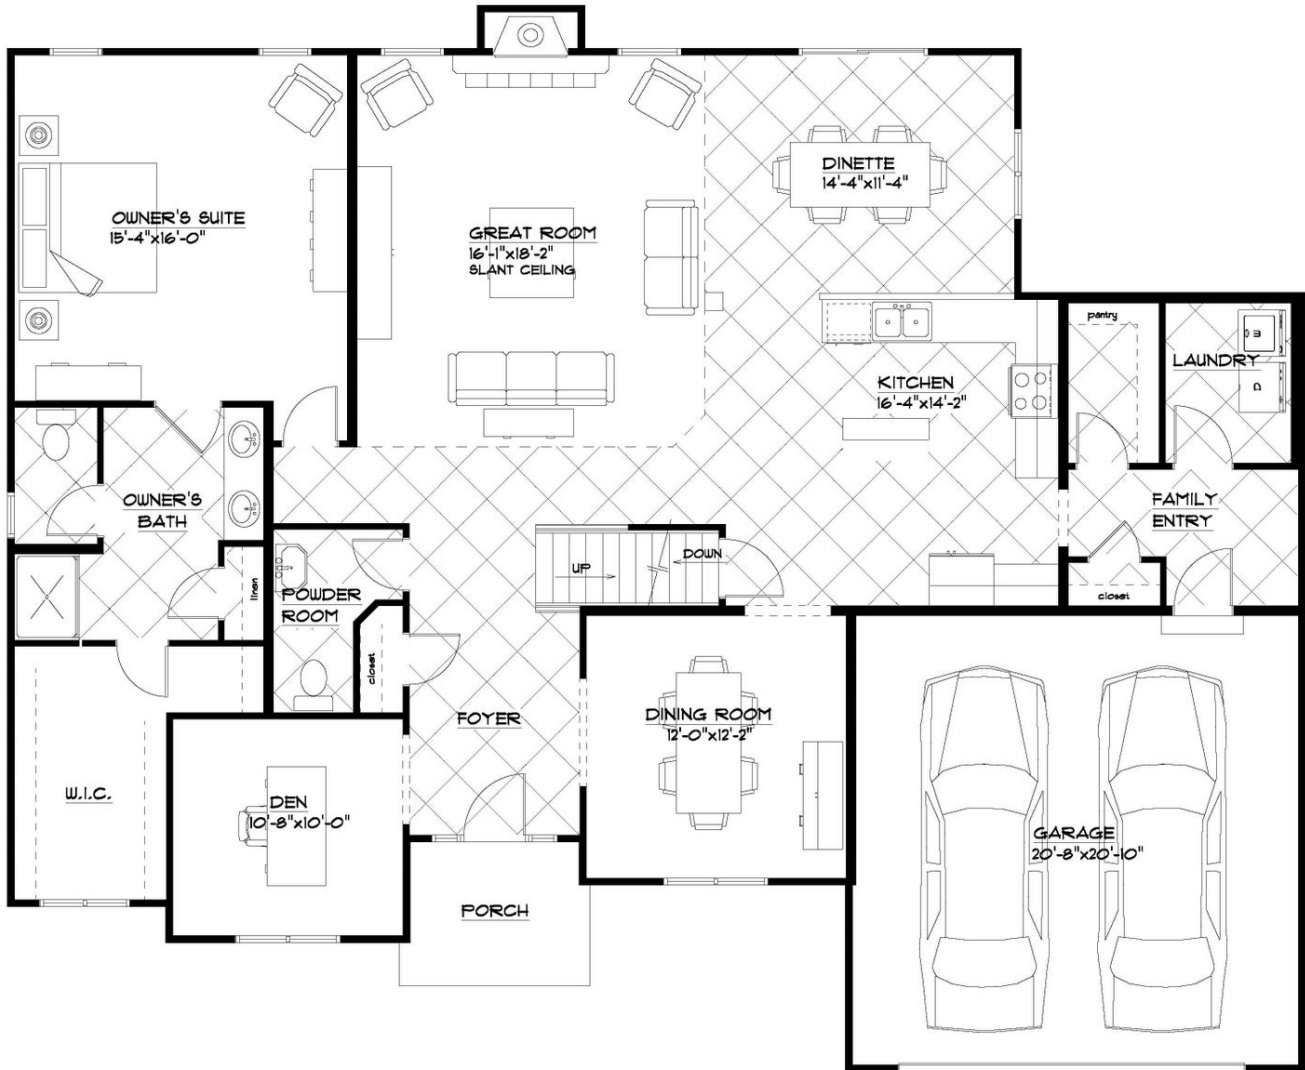 DINETTE
14'-4"x11'-4"
OWNER'S SUITE
15'-4"x16'-0"
GREAT ROOM
16'-1"x18'-2"
SLANT CEILING
pantry
W
LAUNDRY
D
KITCHEN
16'-4"x14'-2"
OWNER'S
BATH
FAMILY
ENTRY
UP
DOWN
linen
POWDER
ROOM
closet
closet
FOYER
DINING ROOM
12'-0"x12'-2"
W.I.C.
DEN
10'-8"x10'-0"
GARAGE
20'-8"x20'-10"
PORCH